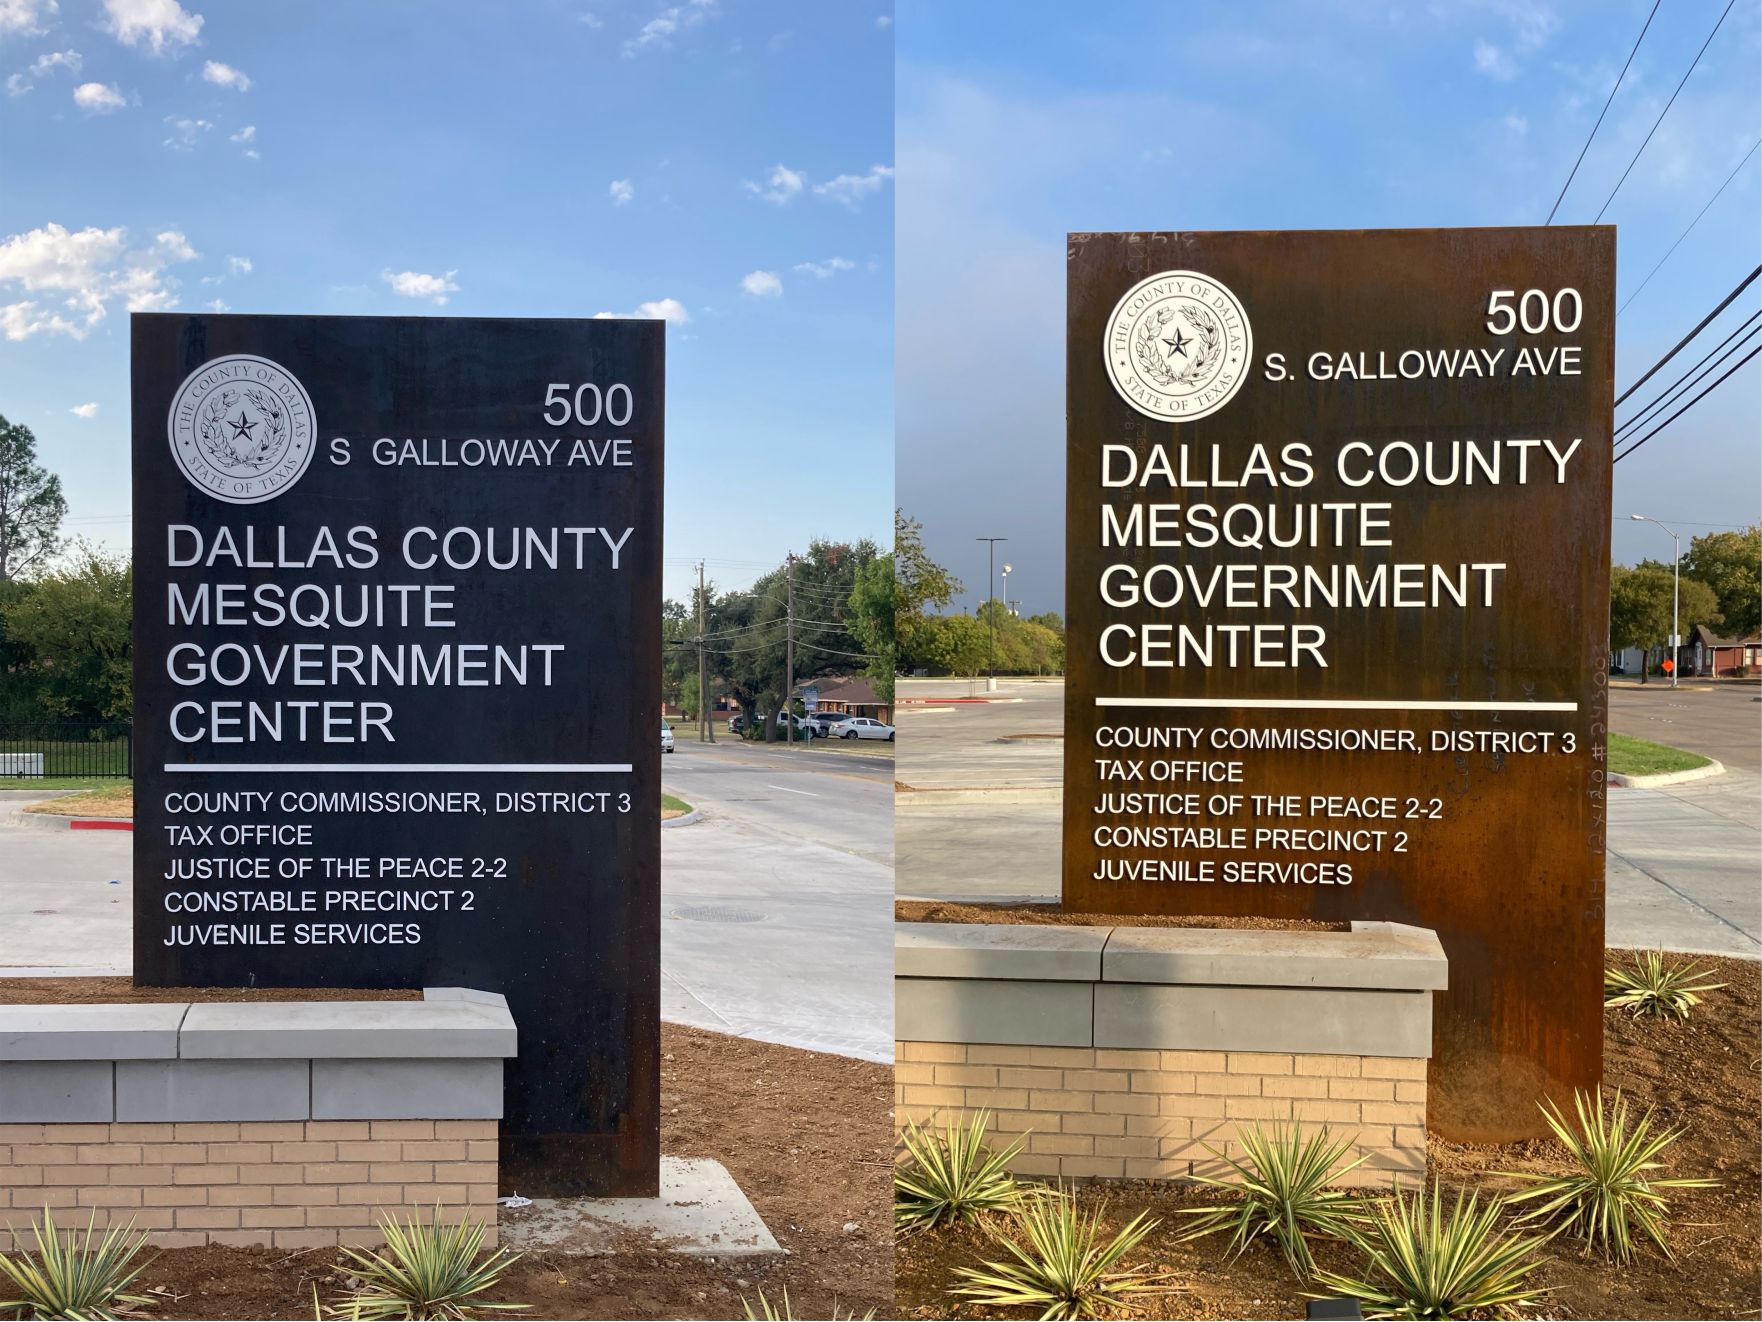 THE COUNTY OF DALLAS
STATE OF TEXAS
500
S GALLOWAY AVE
DALLAS COUNTY
MESQUITE
GOVERNMENT
CENTER
COUNTY COMMISSIONER, DISTRICT 3
TAX OFFICE
JUSTICE OF THE PEACE 2-2
CONSTABLE PRECINCT 2
JUVENILE SERVICES
THE COUNTY OF DALLAS
STATE OF TEXAS
500
S. GALLOWAY AVE
DALLAS COUNTY
MESQUITE
GOVERNMENT
CENTER
COUNTY COMMISSIONER, DISTRICT 3
TAX OFFICE
JUSTICE OF THE PEACE 2-2
CONSTABLE PRECINCT 2
JUVENILE SERVICES